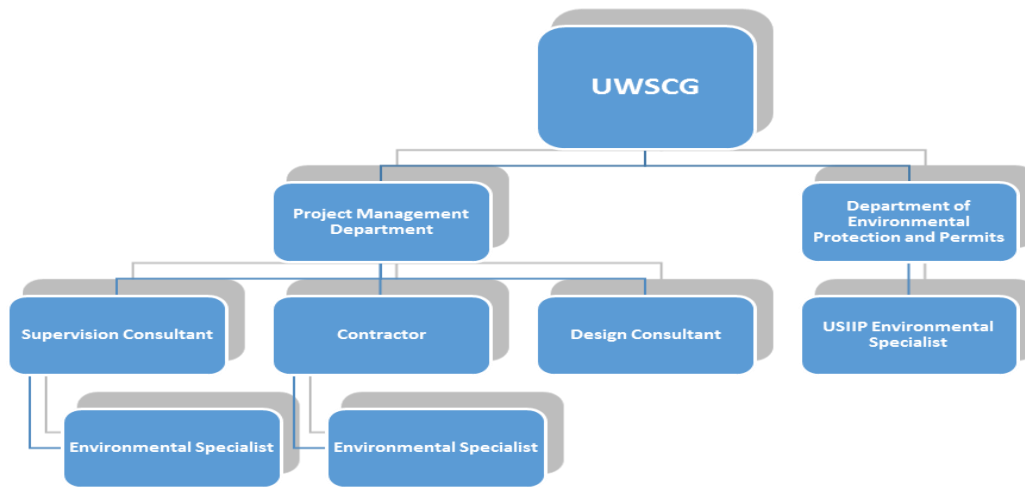 UWSCG
Project Management
Department
Department of
Environmental
Protection and Permits
Supervision Consultant
Contractor
Design Consultant
USIIP Environmental
Specialist
Environmental Specialist
Environmental Specialist